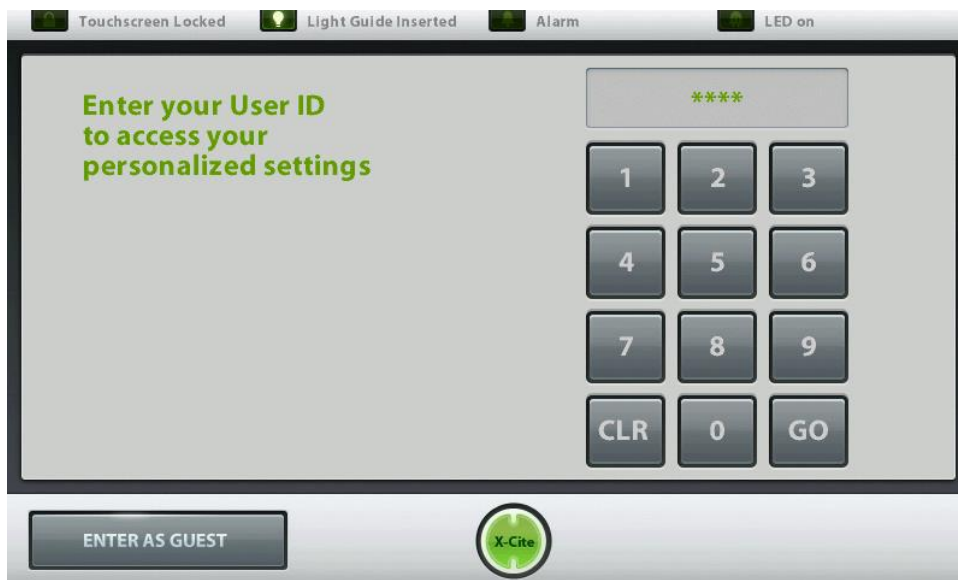 Touchscreen Locked Light Guide Inserted Alarm LED on
Enter your User ID
to access your
personalized settings
****
1 2 3
4 5 6
7 8 9
CLR 0 GO
ENTER AS GUEST
X-Cite